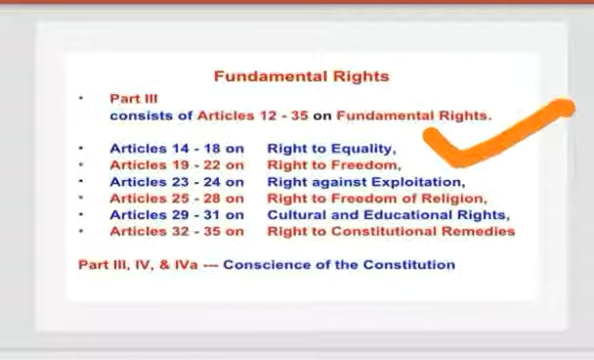 Fundamental Rights
• Part III
consists of Articles 12 - 35 on Fundamental Rights.
• Articles 14 - 18 on Right to Equality,
• Articles 19 - 22 on Right to Freedom,
• Articles 23 - 24 on Right against Exploitation,
• Articles 25 - 28 on Right to Freedom of Religion,
• Articles 29 - 31 on Cultural and Educational Rights,
• Articles 32 - 35 on Right to Constitutional Remedies
Part III, IV, & IVa --- Conscience of the Constitution